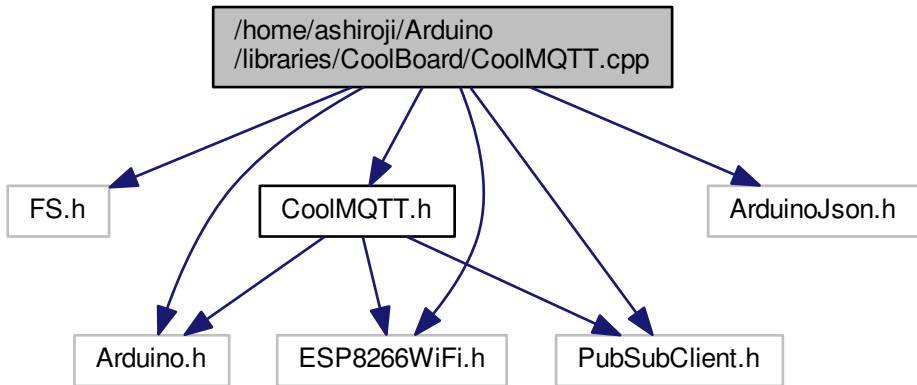 /home/ashiroji/Arduino
/libraries/CoolBoard/CoolMQTT.cpp
FS.h
CoolMQTT.h
ArduinoJson.h
Arduino.h
ESP8266WiFi.h
PubSubClient.h